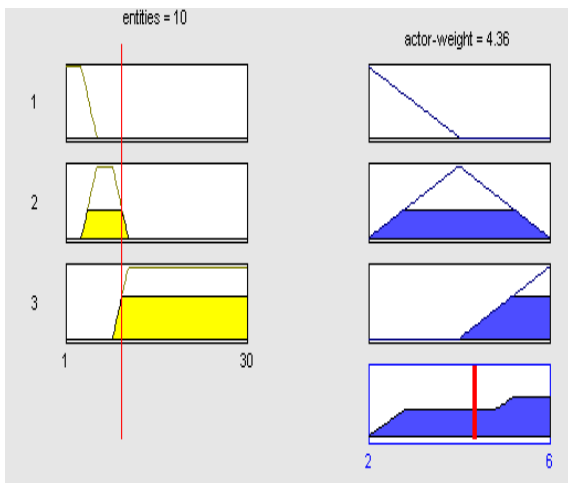 entities = 10
actor-weight = 4.36
1
2
3
1 30
2 6